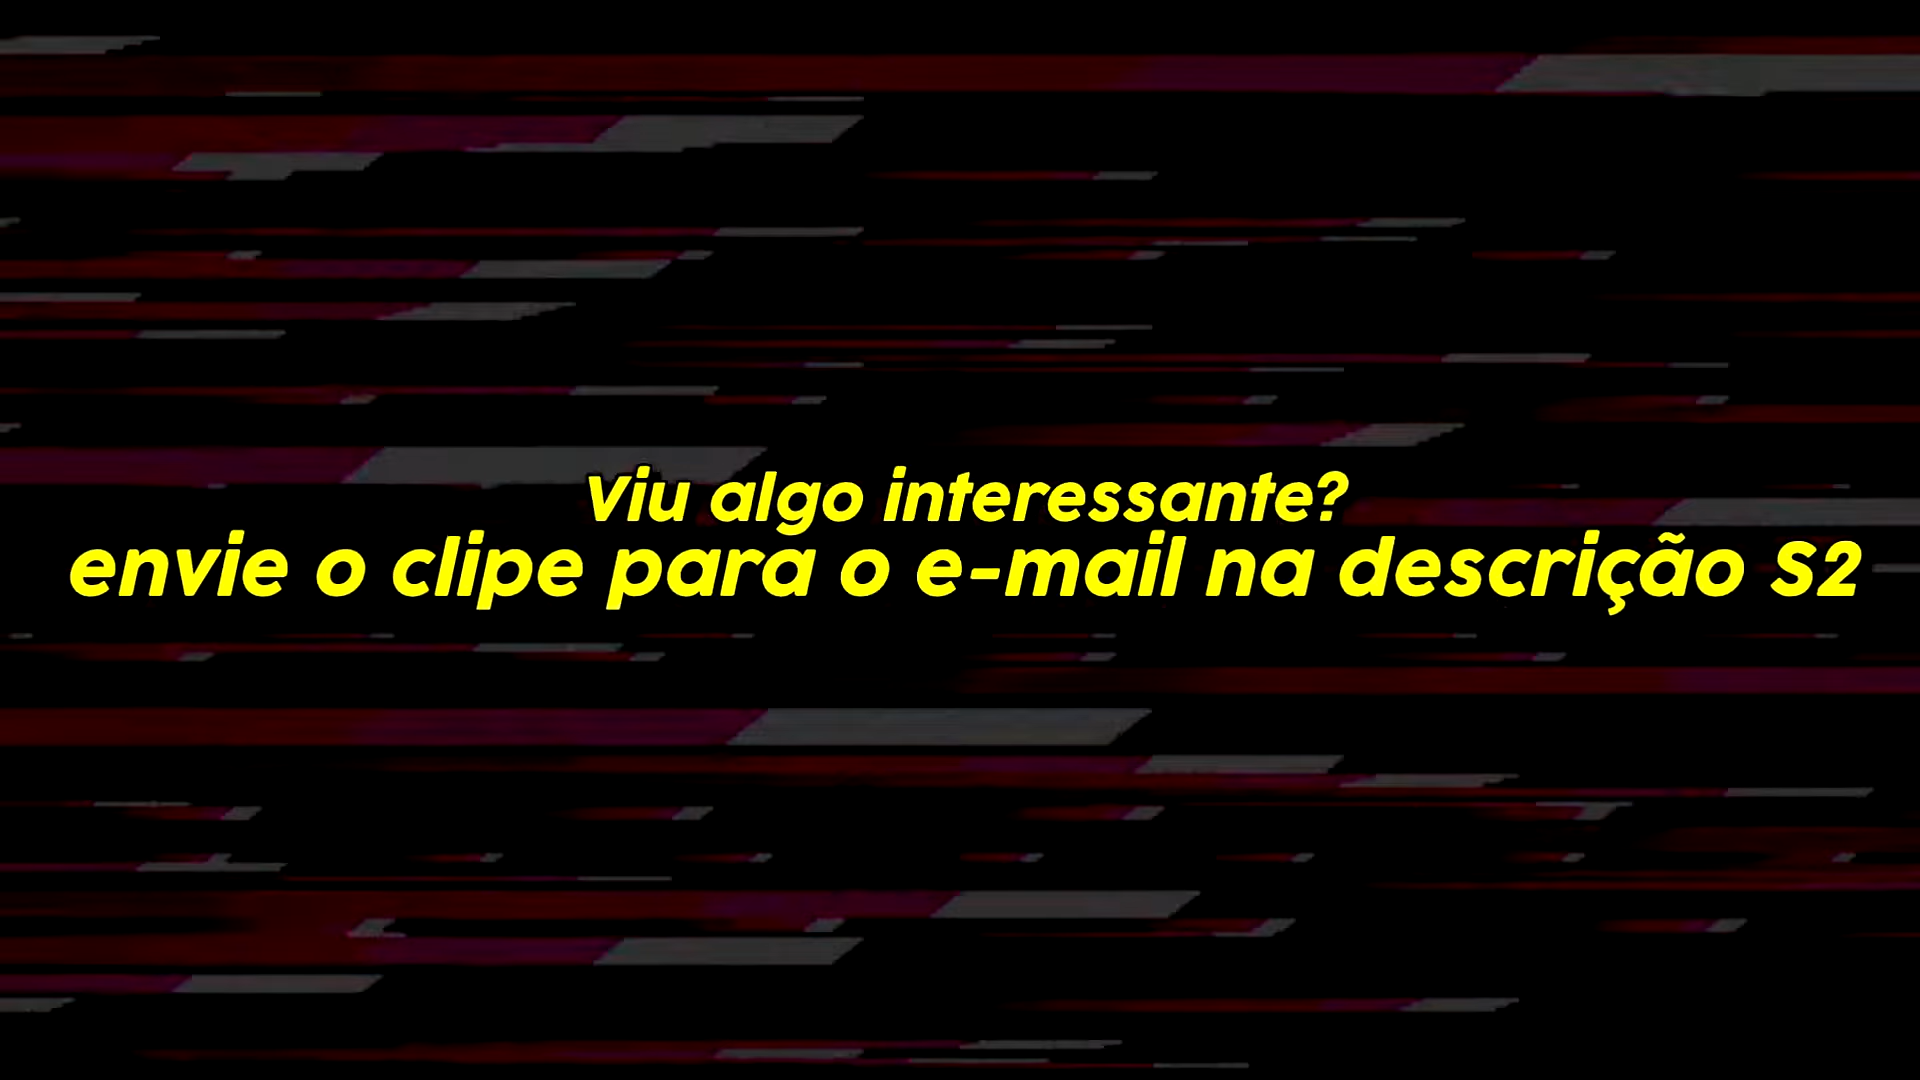 Viu algo interessante?
envie o clipe para o e-mail na descrição S2